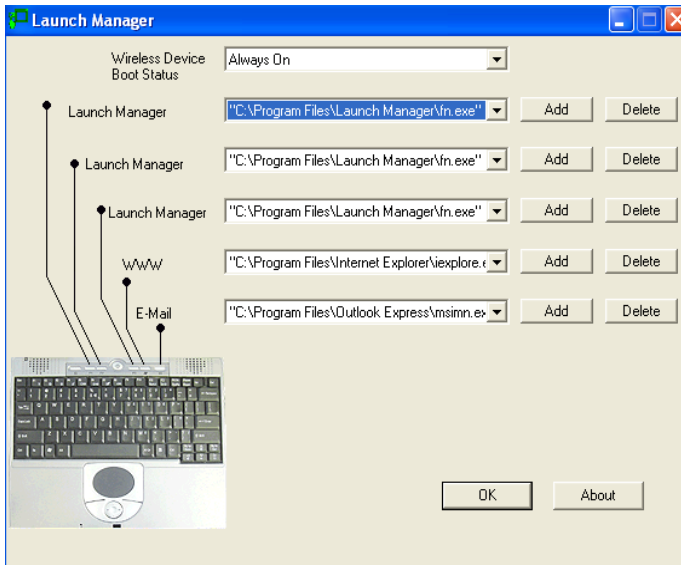 Launch Manager
Wireless Device
Boot Status
Always On
Launch Manager
"C:\Program Files\Launch Manager\fn.exe"
Add
Delete
Launch Manager
"C:\Program Files\Launch Manager\fn.exe"
Add
Delete
Launch Manager
"C:\Program Files\Launch Manager\fn.exe"
Add
Delete
WWW
"C:\Program Files\Internet Explorer\iexplore.e
Add
Delete
E-Mail
"C:\Program Files\Outlook Express\msimn.ex
Add
Delete
OK
About